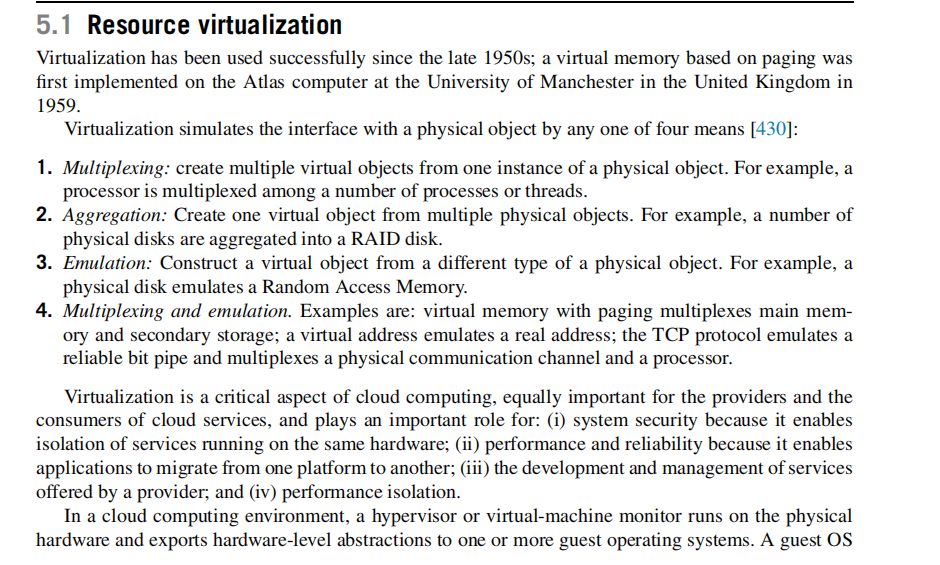 5.1 Resource virtualization
Virtualization has been used successfully since the late 1950s; a virtual memory based on paging was
first implemented on the Atlas computer at the University of Manchester in the United Kingdom in
1959.
Virtualization simulates the interface with a physical object by any one of four means [430]:
1. Multiplexing: create multiple virtual objects from one instance of a physical object. For example, a
processor is multiplexed among a number of processes or threads.
2. Aggregation: Create one virtual object from multiple physical objects. For example, a number of
physical disks are aggregated into a RAID disk.
3. Emulation: Construct a virtual object from a different type of a physical object. For example, a
physical disk emulates a Random Access Memory.
4. Multiplexing and emulation. Examples are: virtual memory with paging multiplexes main mem-
ory and secondary storage; a virtual address emulates a real address; the TCP protocol emulates a
reliable bit pipe and multiplexes a physical communication channel and a processor.
Virtualization is a critical aspect of cloud computing, equally important for the providers and the
consumers of cloud services, and plays an important role for: (i) system security because it enables
isolation of services running on the same hardware; (ii) performance and reliability because it enables
applications to migrate from one platform to another; (iii) the development and management of services
offered by a provider; and (iv) performance isolation.
In a cloud computing environment, a hypervisor or virtual-machine monitor runs on the physical
hardware and exports hardware-level abstractions to one or more guest operating systems. A guest OS